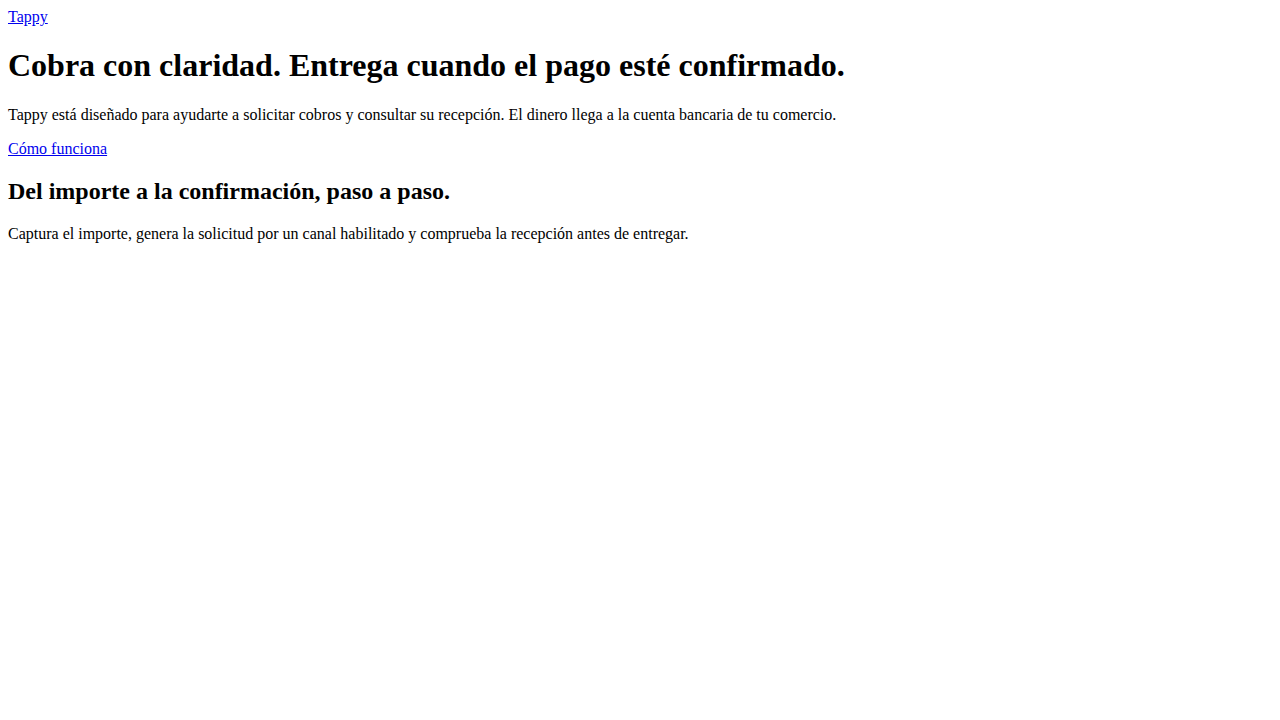 Tappy
Cobra con claridad. Entrega cuando el pago esté confirmado.
Tappy está diseñado para ayudarte a solicitar cobros y consultar su recepción. El dinero llega a la cuenta bancaria de tu comercio.
Cómo funciona
Del importe a la confirmación, paso a paso.
Captura el importe, genera la solicitud por un canal habilitado y comprueba la recepción antes de entregar.